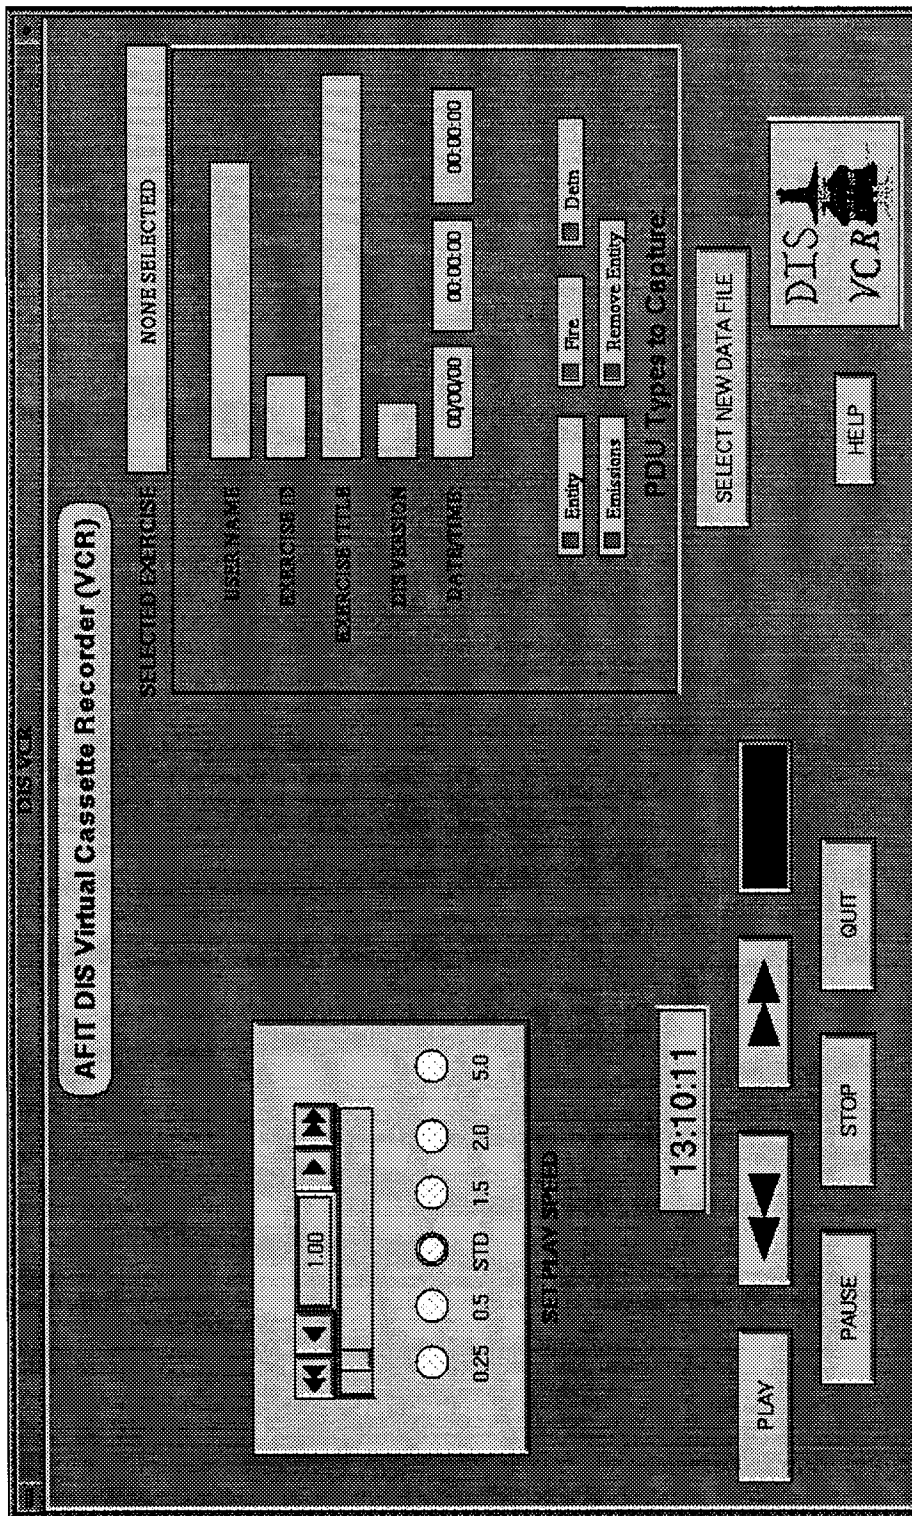 DIS VCR
AFIT DIS Virtual Cassette Recorder (VCR)
SELECTED EXERCISE
NONE SELECTED
USER NAME
EXERCISE ID
EXERCISE TITLE
DIS VERSION
DATE/TIME
00/00/00
00:00:00
00:00:00
Entity
Fire
Detn
Emissions
Remove Entity
PDU Types to Capture
SELECT NEW DATA FILE
1.00
0.25
0.5
STD
1.5
2.0
5.0
SET PLAY SPEED
13:10:11
PLAY
PAUSE
STOP
QUIT
HELP
DIS
VCR